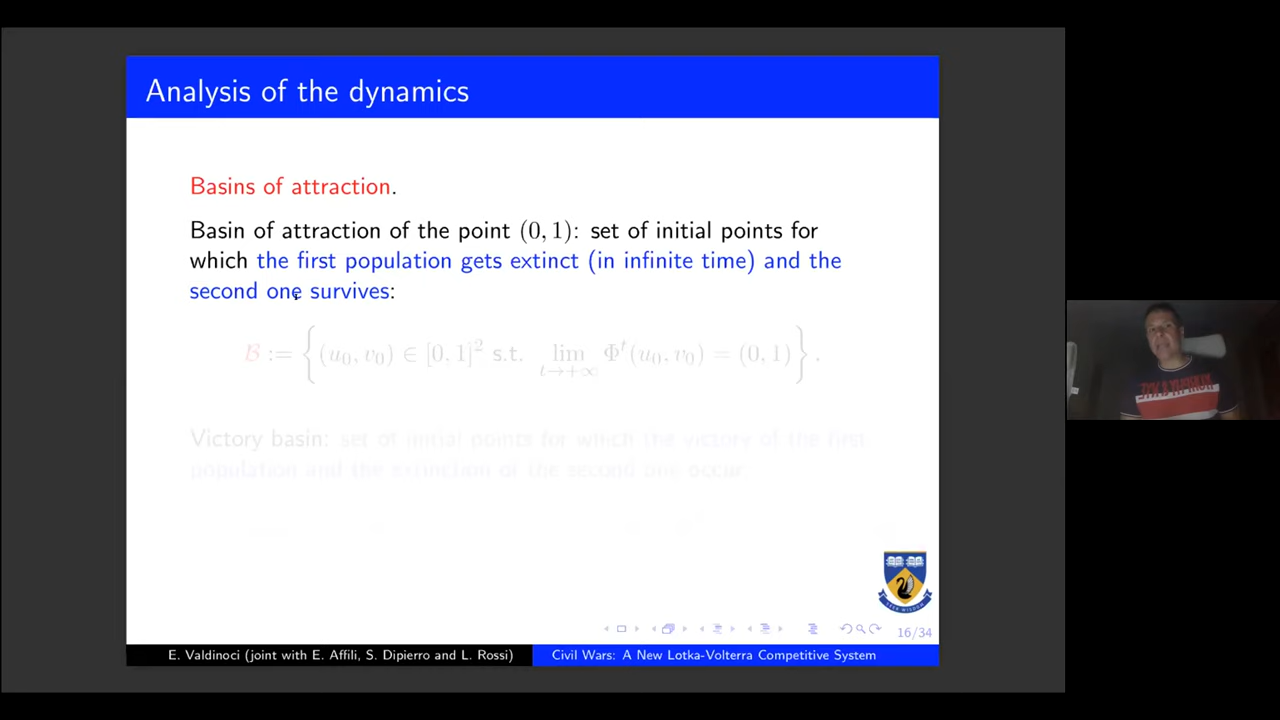 Analysis of the dynamics
Basins of attraction.
Basin of attraction of the point (0, 1): set of initial points for
which the first population gets extinct (in infinite time) and the
second one survives:
B := { (u₀, v₀) ∈ [0, 1]² s.t. lim t→+∞ Φᵗ(u₀, v₀) = (0, 1) } .
Victory basin: set of initial points for which the victory of the first
population and the extinction of the second one occur
SEEK WISDOM
16/34
E. Valdinoci (joint with E. Affili, S. Dipierro and L. Rossi)
Civil Wars: A New Lotka-Volterra Competitive System